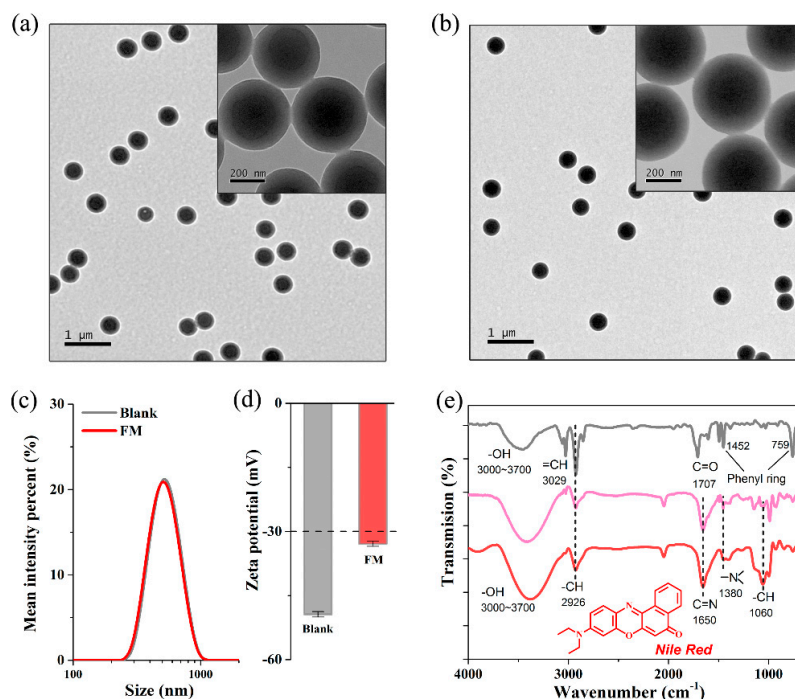 (a)
200 nm
1 μm
(b)
200 nm
1 μm
(c)
30
20
10
0
Mean intensity percent (%)
Blank
FM
100
1000
Size (nm)
(d)
0
-30
-60
Zeta potential (mV)
Blank
FM
(e)
Transmision (%)
-OH
3000~3700
=CH
3029
C=O
1707
1452
759
Phenyl ring
-OH
3000~3700
-CH
2926
C=N
1650
-N<
1380
-CH
1060
N
N
O
O
Nile Red
4000
3000
2000
1000
Wavenumber (cm⁻¹)